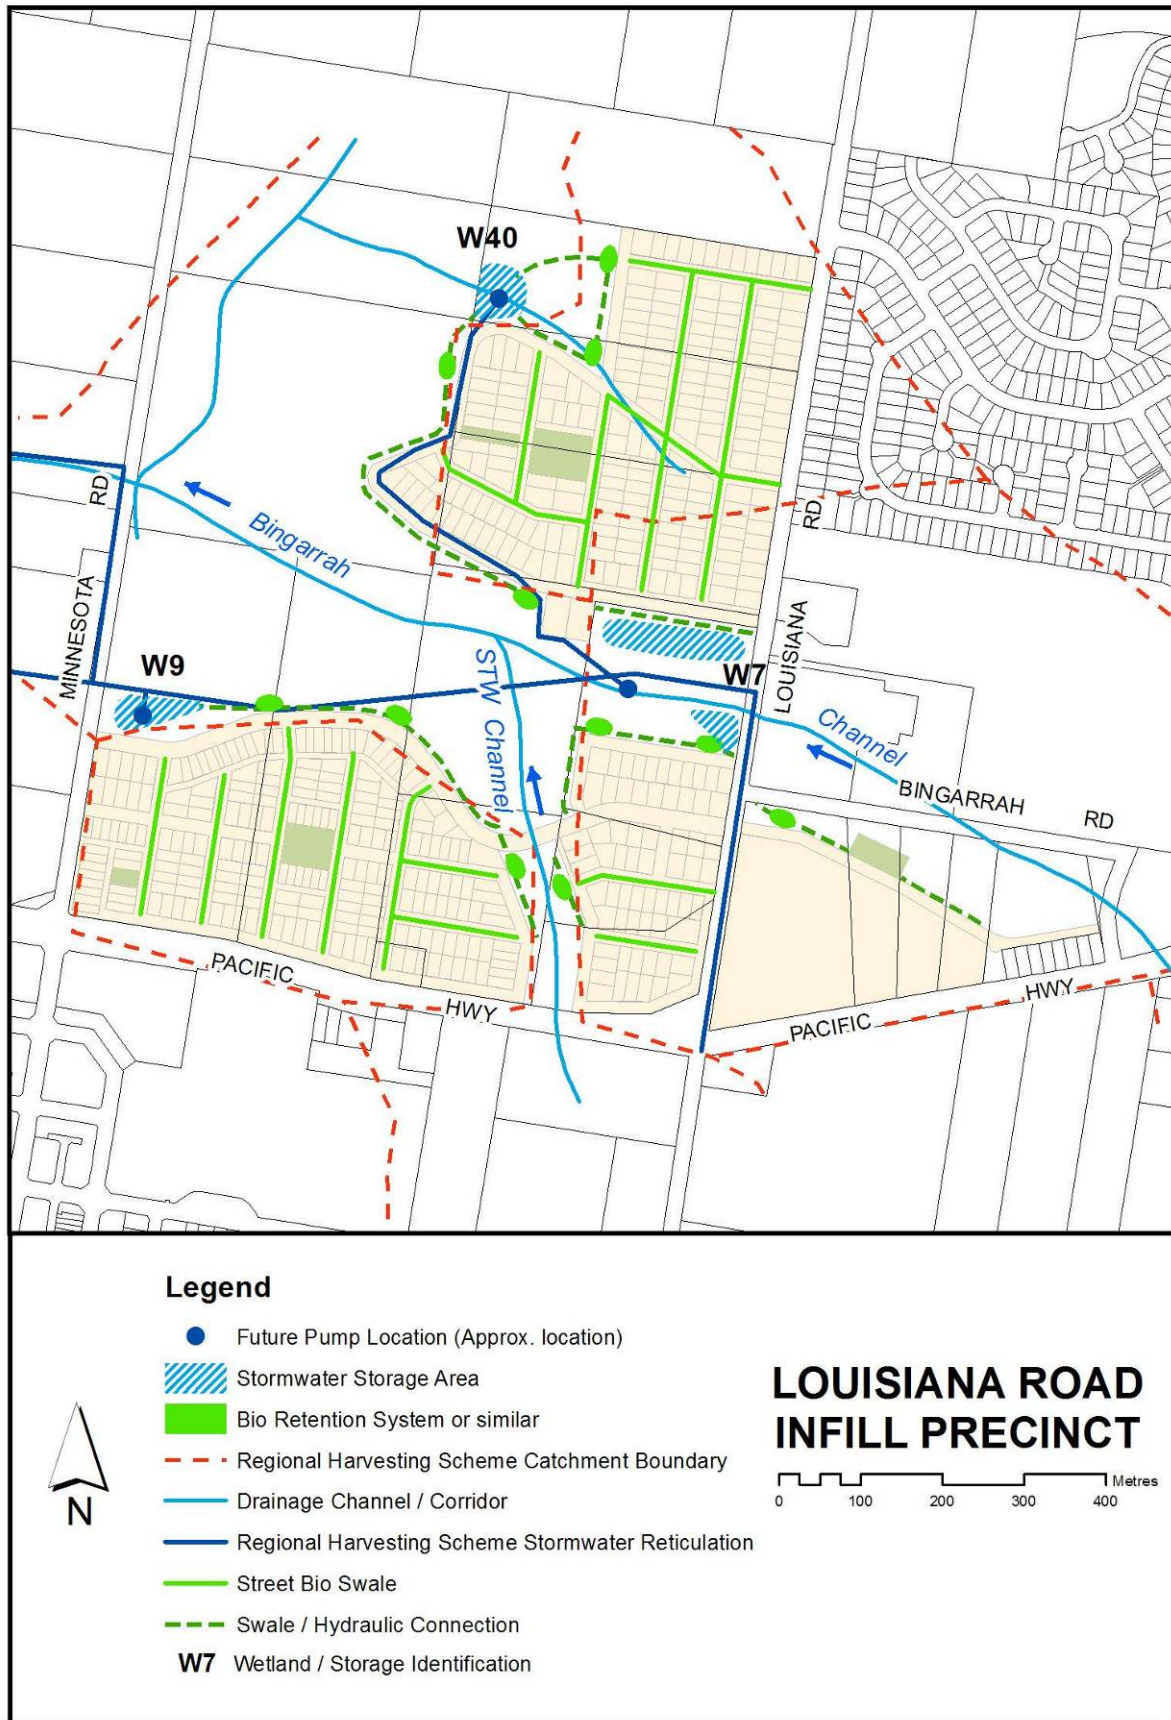 W40
RD
Bingarrah
RD
MINNESOTA
LOUISIANA
W9
W7
STW Channel
Channel
BINGARRAH RD
PACIFIC HWY
PACIFIC HWY
Legend
Future Pump Location (Approx. location)
Stormwater Storage Area
Bio Retention System or similar
Regional Harvesting Scheme Catchment Boundary
Drainage Channel / Corridor
Regional Harvesting Scheme Stormwater Reticulation
Street Bio Swale
Swale / Hydraulic Connection
W7 Wetland / Storage Identification
N
LOUISIANA ROAD
INFILL PRECINCT
Metres
0 100 200 300 400